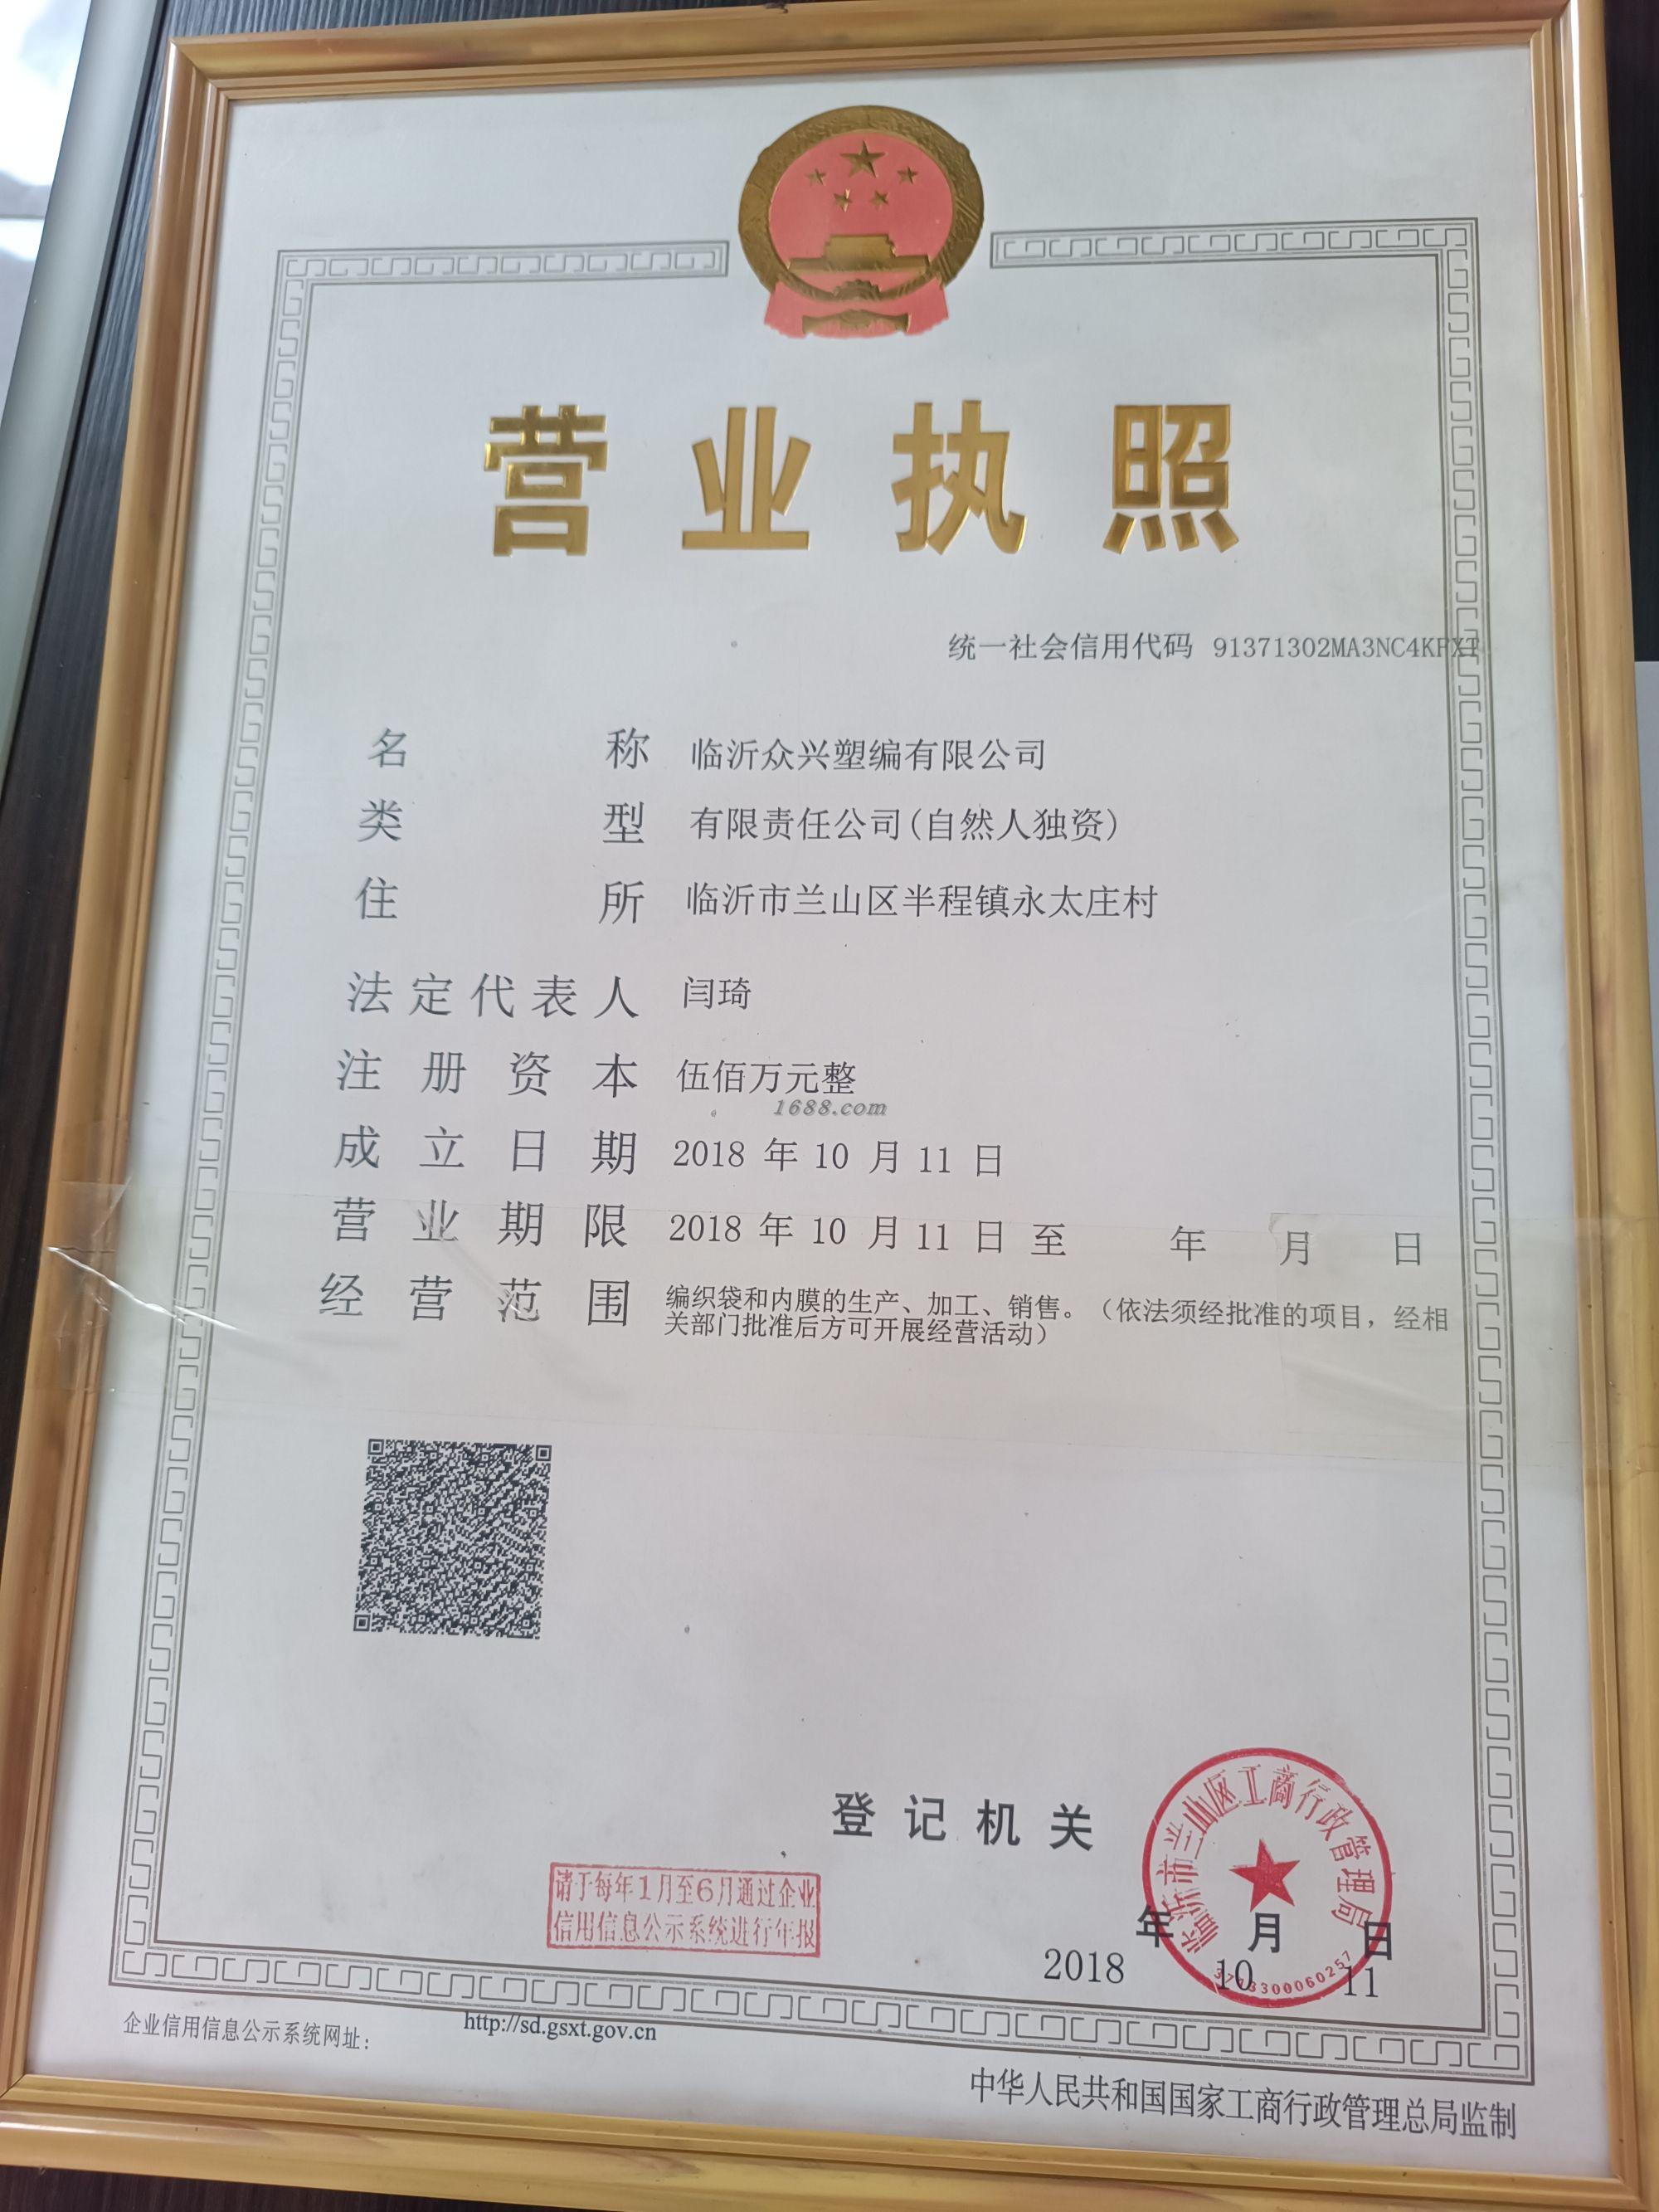 营业执照
统一社会信用代码 91371302MA3NC4KFXT
名称 临沂众兴塑编有限公司
类型 有限责任公司(自然人独资)
住所 临沂市兰山区半程镇永太庄村
法定代表人 闫琦
注册资本 伍佰万元整
1688.com
成立日期 2018 年 10 月 11 日
营业期限 2018 年 10 月 11 日 至 年 月 日
经营范围 编织袋和内膜的生产、加工、销售。（依法须经批准的项目，经相
关部门批准后方可开展经营活动）
登记机关
临沂市兰山区工商行政管理局
请于每年1月至6月通过企业
信用信息公示系统进行年报
年 月 日
2018 10 11
3713300060257
企业信用信息公示系统网址： http://sd.gsxt.gov.cn
中华人民共和国国家工商行政管理总局监制